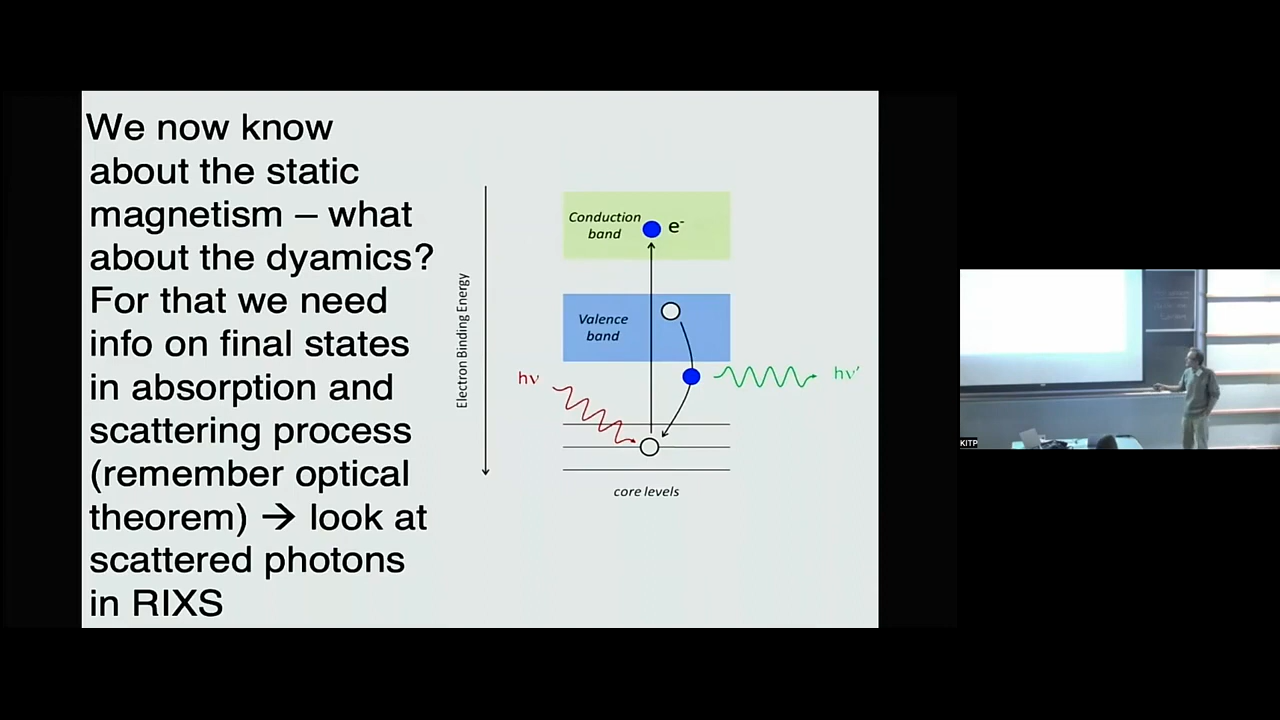 We now know
about the static
magnetism – what
about the dyamics?
For that we need
info on final states
in absorption and
scattering process
(remember optical
theorem) → look at
scattered photons
in RIXS
Electron Binding Energy
Conduction
band
e⁻
Valence
band
hν
hν′
core levels
KITP